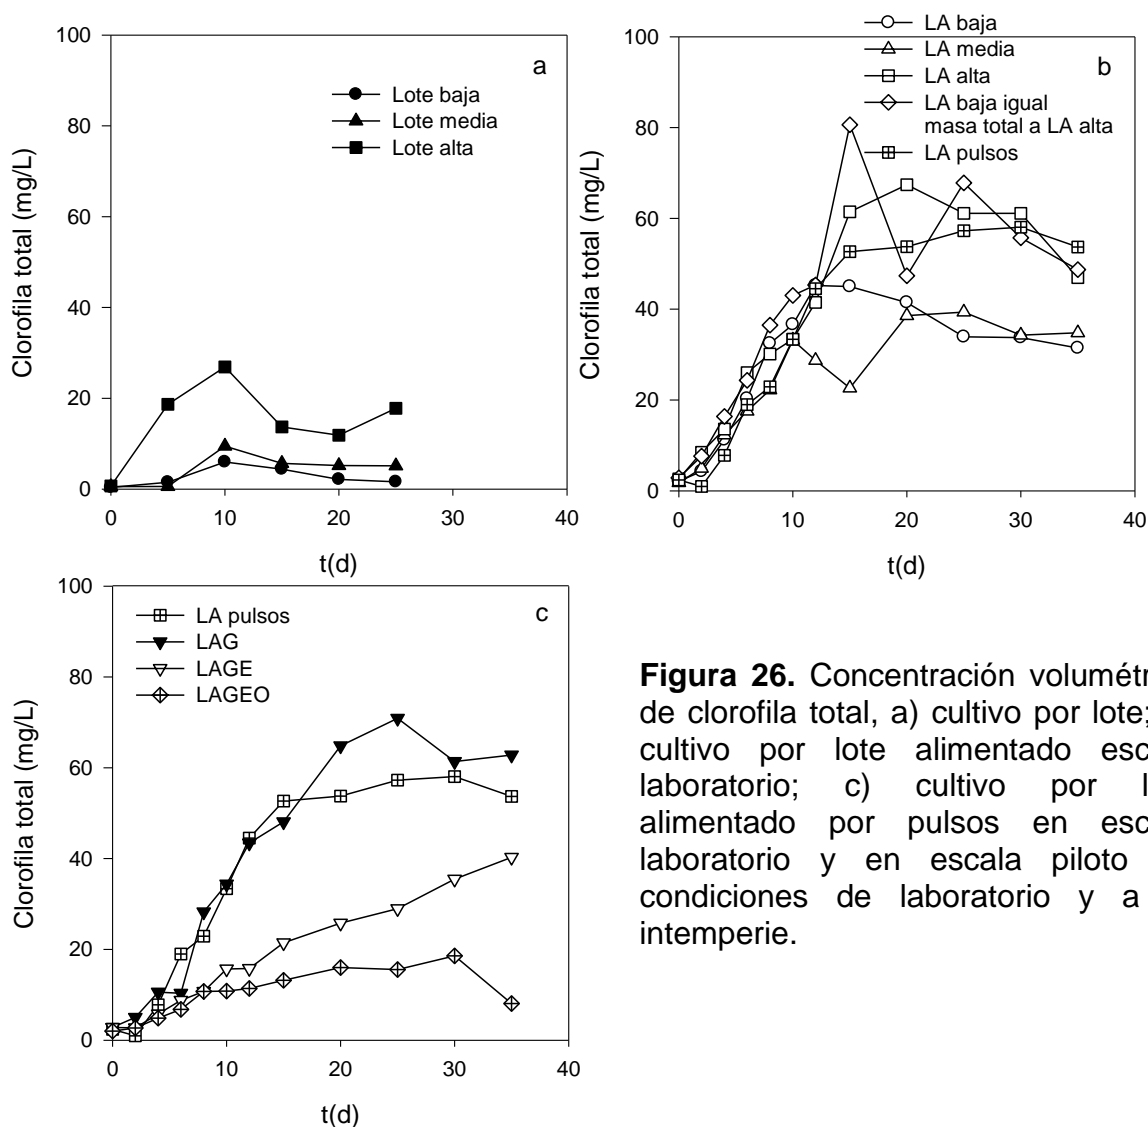 100
80
60
40
20
0
0
10
20
30
40
Clorofila total (mg/L)
t(d)
a
Lote baja
Lote media
Lote alta
100
80
60
40
20
0
0
10
20
30
40
Clorofila total (mg/L)
t(d)
b
LA baja
LA media
LA alta
LA baja igual
masa total a LA alta
LA pulsos
100
80
60
40
20
0
0
10
20
30
40
Clorofila total (mg/L)
t(d)
c
LA pulsos
LAG
LAGE
LAGEO
Figura 26. Concentración
de clorofila total, a) cultivo por lote;
cultivo por lote alimentado
laboratorio; c) cultivo por
alimentado por pulsos en
laboratorio y en escala piloto
condiciones de laboratorio y a
intemperie.